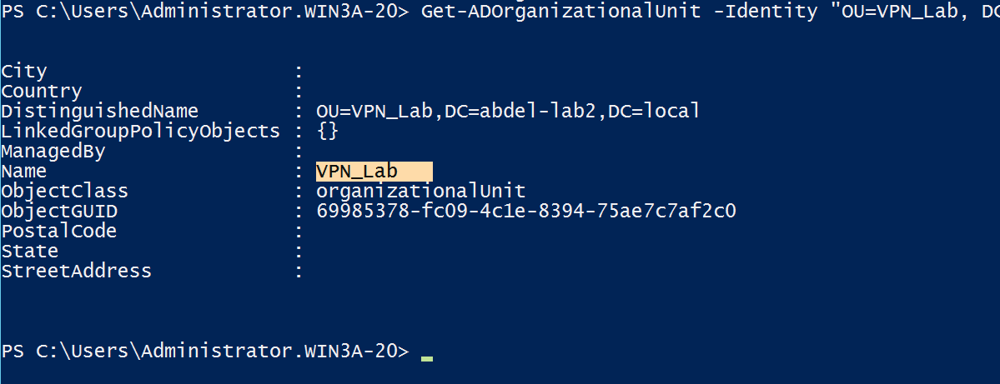 PS C:\Users\Administrator.WIN3A-20> Get-ADOrganizationalUnit -Identity "OU=VPN_Lab, DC
City :
Country :
DistinguishedName : OU=VPN_Lab,DC=abdel-lab2,DC=local
LinkedGroupPolicyObjects : {}
ManagedBy :
Name : VPN_Lab
ObjectClass : organizationalUnit
ObjectGUID : 69985378-fc09-4c1e-8394-75ae7c7af2c0
PostalCode :
State :
StreetAddress :
PS C:\Users\Administrator.WIN3A-20>